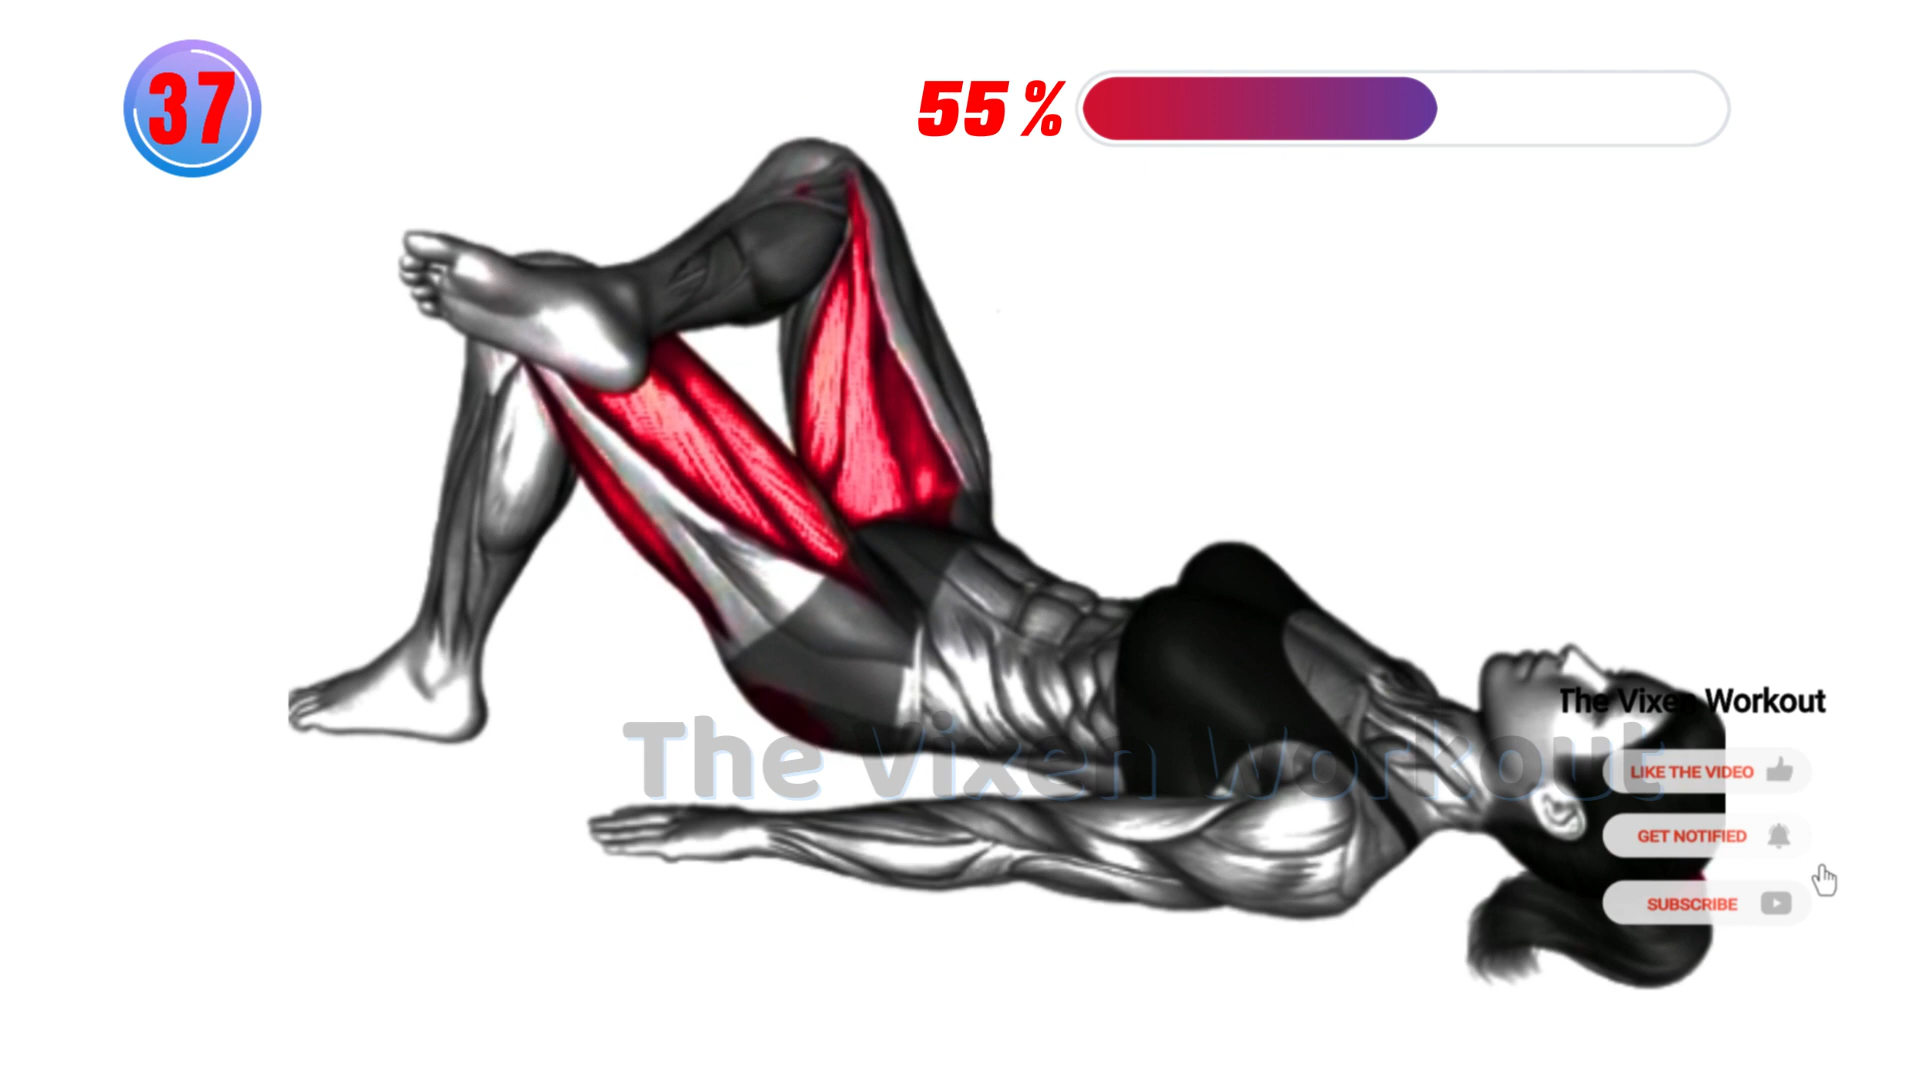 37
55%
The Vixen Workout
The Vixen Workout
LIKE THE VIDEO
GET NOTIFIED
SUBSCRIBE